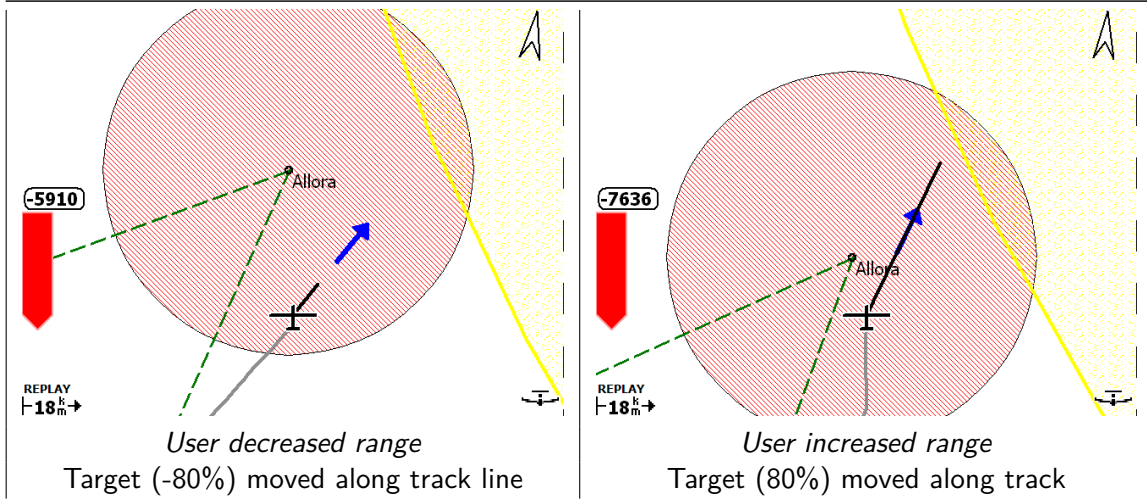 Allora
-5910
REPLAY
18 k m
User decreased range
Target (-80%) moved along track line
-7636
Allora
REPLAY
18 k m
User increased range
Target (80%) moved along track